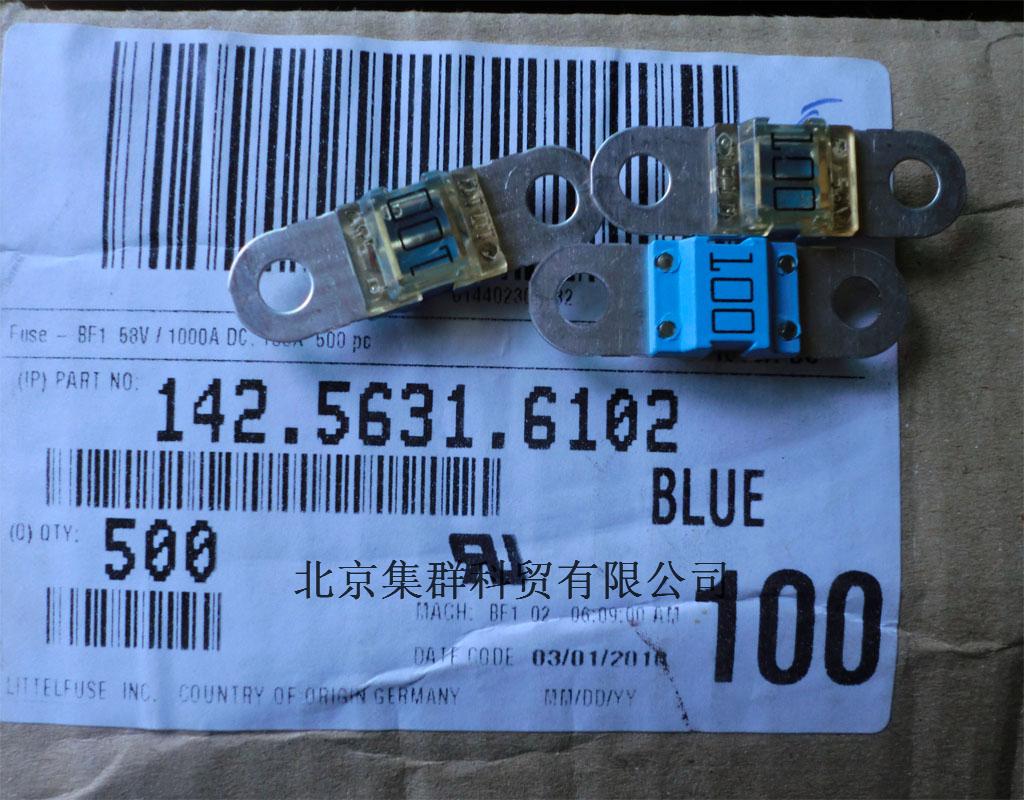 100
100
100
Fuse - BF1 58V / 1000A DC, 100A 500 pc
(1P) PART NO:
142.5631.6102
BLUE
(Q) QTY:
500
北京集群科贸有限公司
100
MACH: BF1 02 06:09:00 AM
DATE CODE 03/01/2010
LITTELFUSE INC. COUNTRY OF ORIGIN GERMANY MM/DD/YY